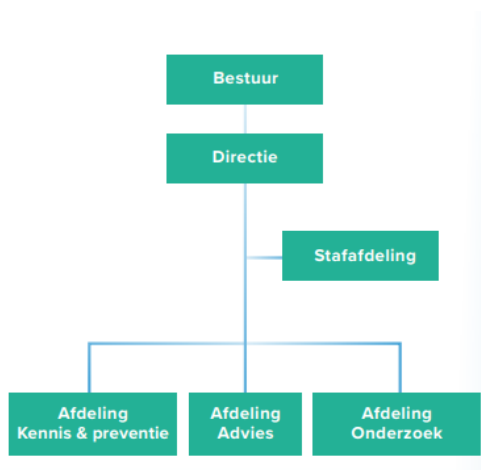 Bestuur
Directie
Stafafdeling
Afdeling
Kennis & preventie
Afdeling
Advies
Afdeling
Onderzoek